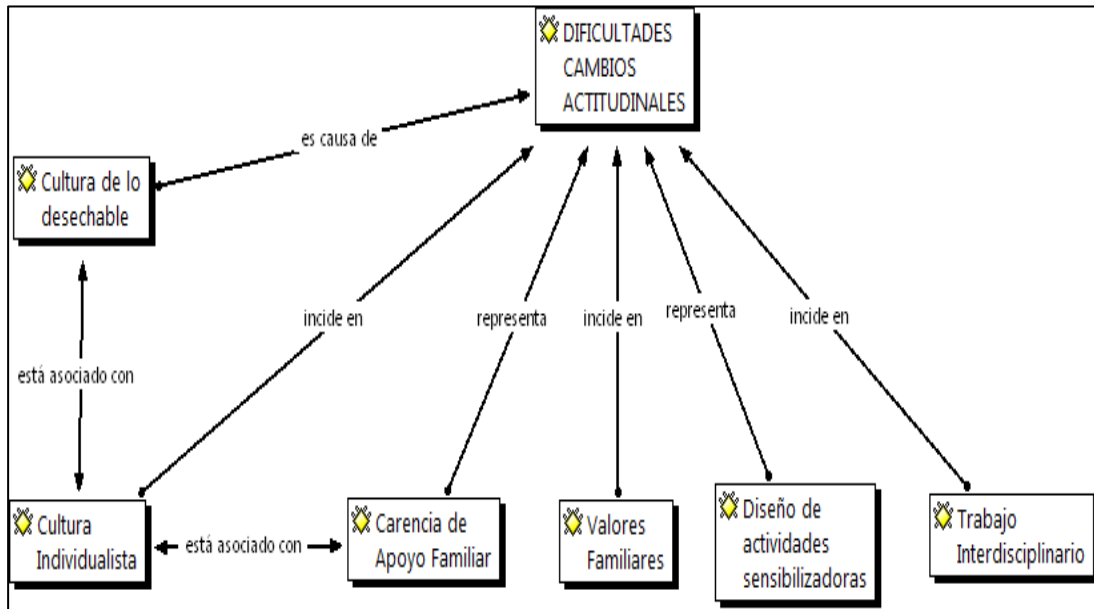 DIFICULTADES
CAMBIOS
ACTITUDINALES
es causa de
Cultura de lo
desechable
incide en
representa
incide en
representa
incide en
está asociado con
Cultura
Individualista
está asociado con
Carencia de
Apoyo Familiar
Valores
Familiares
Diseño de
actividades
sensibilizadoras
Trabajo
Interdisciplinario